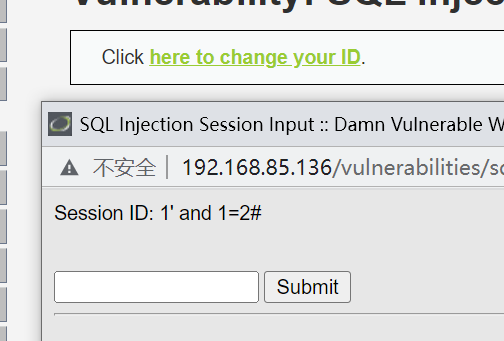 Vulnerability: SQL Injec
Click here to change your ID.
SQL Injection Session Input :: Damn Vulnerable W
不安全 192.168.85.136/vulnerabilities/s
Session ID: 1' and 1=2#
Submit